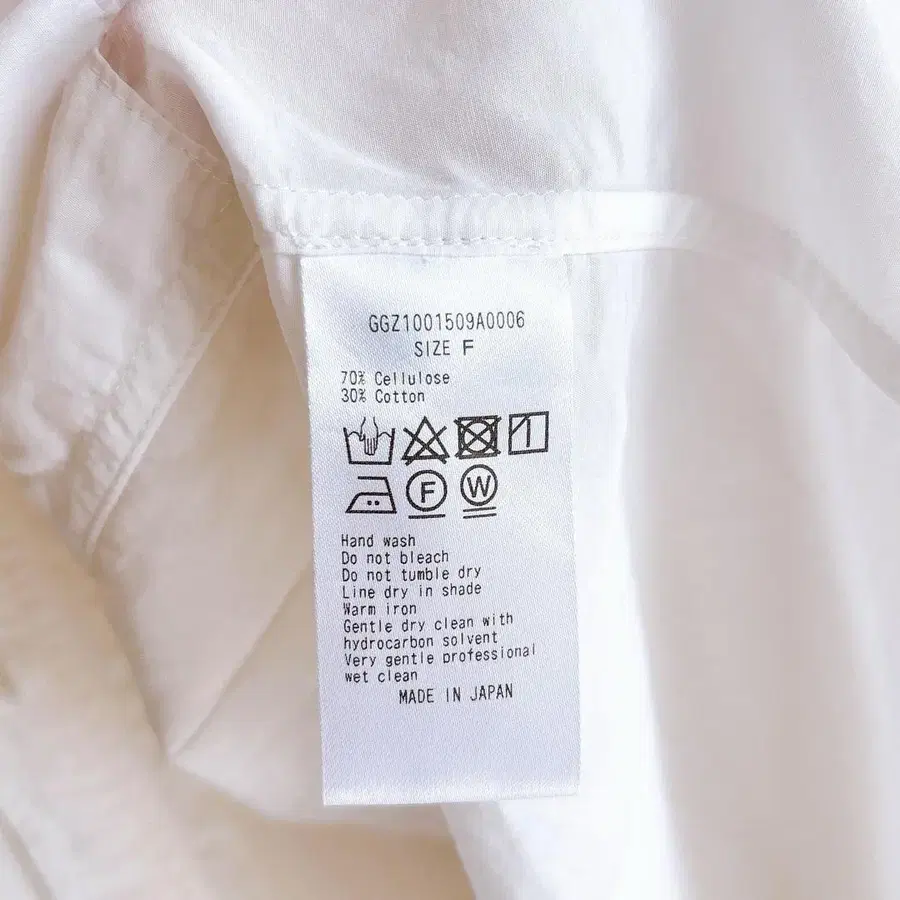 GGZ1001509A0006
SIZE F
70% Cellulose
30% Cotton
F W
Hand wash
Do not bleach
Do not tumble dry
Line dry in shade
Warm iron
Gentle dry clean with
hydrocarbon solvent
Very gentle professional
wet clean
MADE IN JAPAN